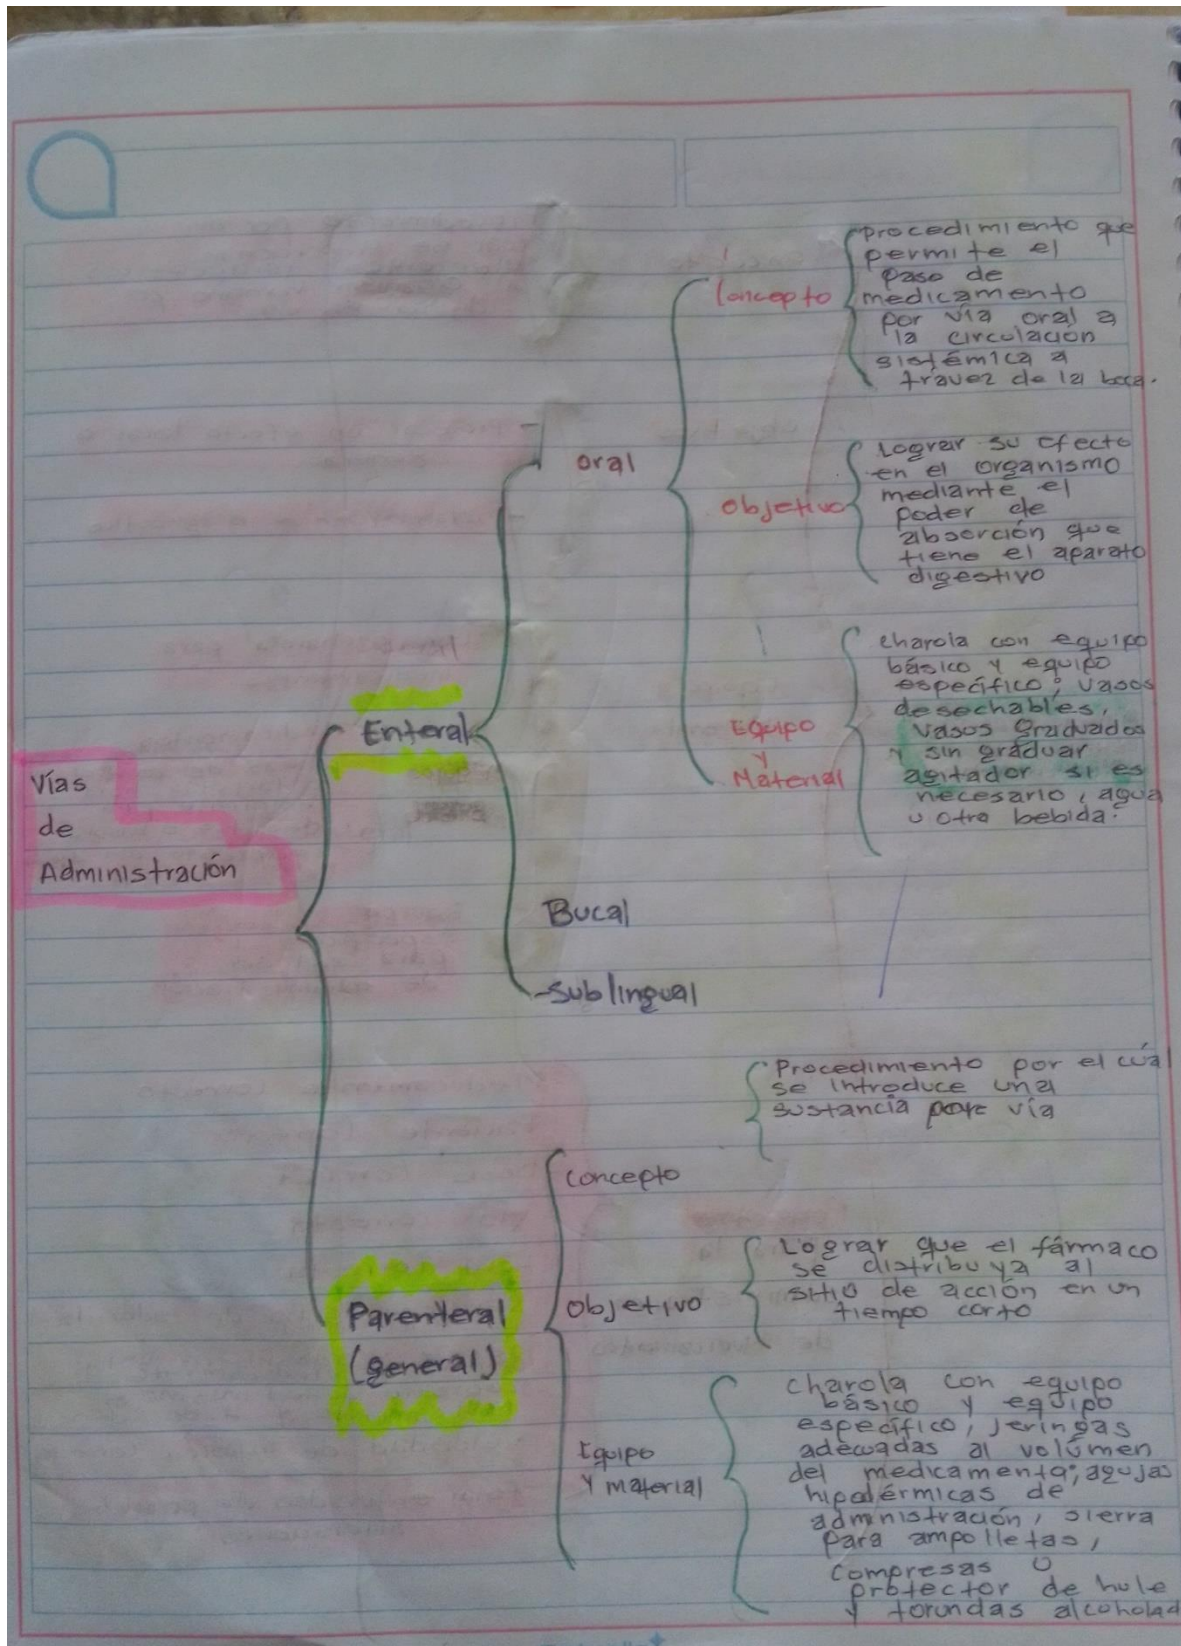 Vías
de
Administración
Enteral
oral
Concepto
procedimiento que
permite el
paso de
medicamento
por vía oral a
la circulación
sistémica a
travez de la boca.
Objetivo
Lograr su efecto
en el organismo
mediante el
poder de
absorción que
tiene el aparato
digestivo
Equipo
y
Material
charola con equipo
básico y equipo
específico; vasos
desechables,
vasos graduados
y sin graduar
agitador si es
necesario, agua
u otra bebida.
Bucal
-sublingual
Parenteral
(general)
concepto
Procedimiento por el cúal
se introduce una
sustancia por vía
Objetivo
Lograr que el fármaco
se distribuya al
sitio de acción en un
tiempo corto
Equipo
y material
charola con equipo
básico y equipo
específico, jeringas
adecuadas al volúmen
del medicamento; agujas
hipodérmicas de
administración, sierra
para ampolletas,
compresas o
protector de hule
y torundas alcoholad